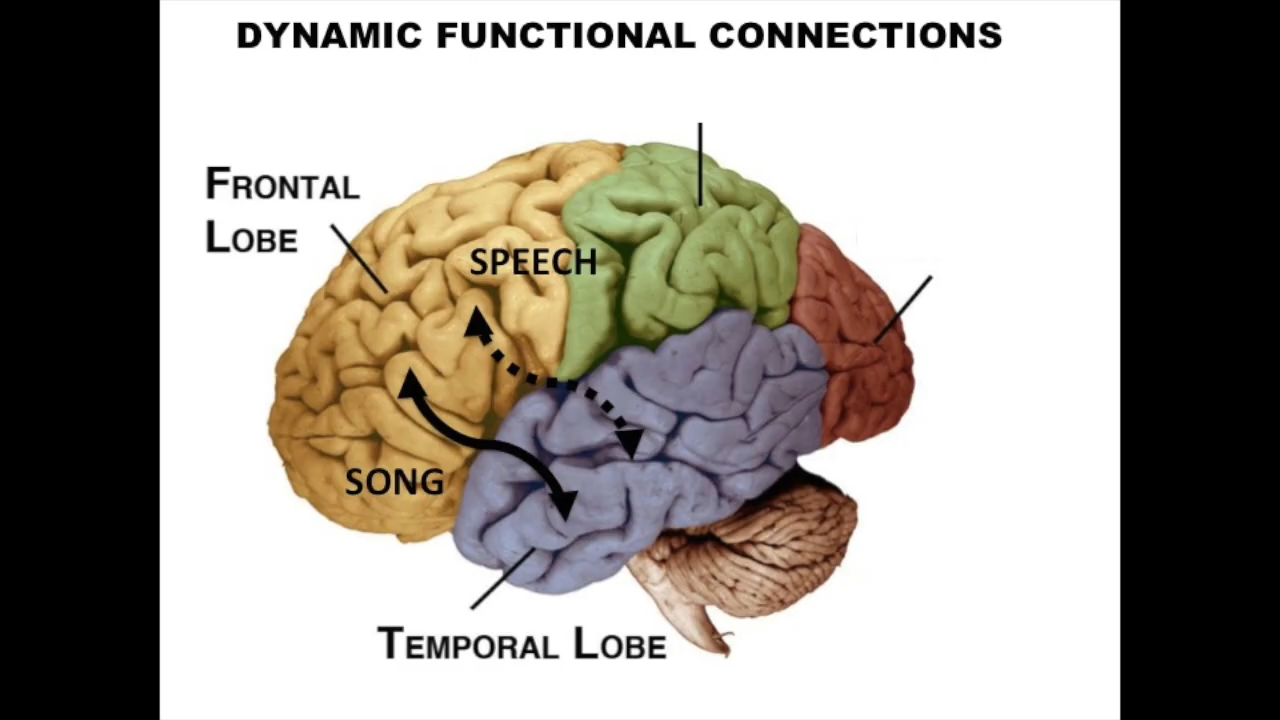 DYNAMIC FUNCTIONAL CONNECTIONS
FRONTAL
LOBE
SPEECH
SONG
TEMPORAL LOBE